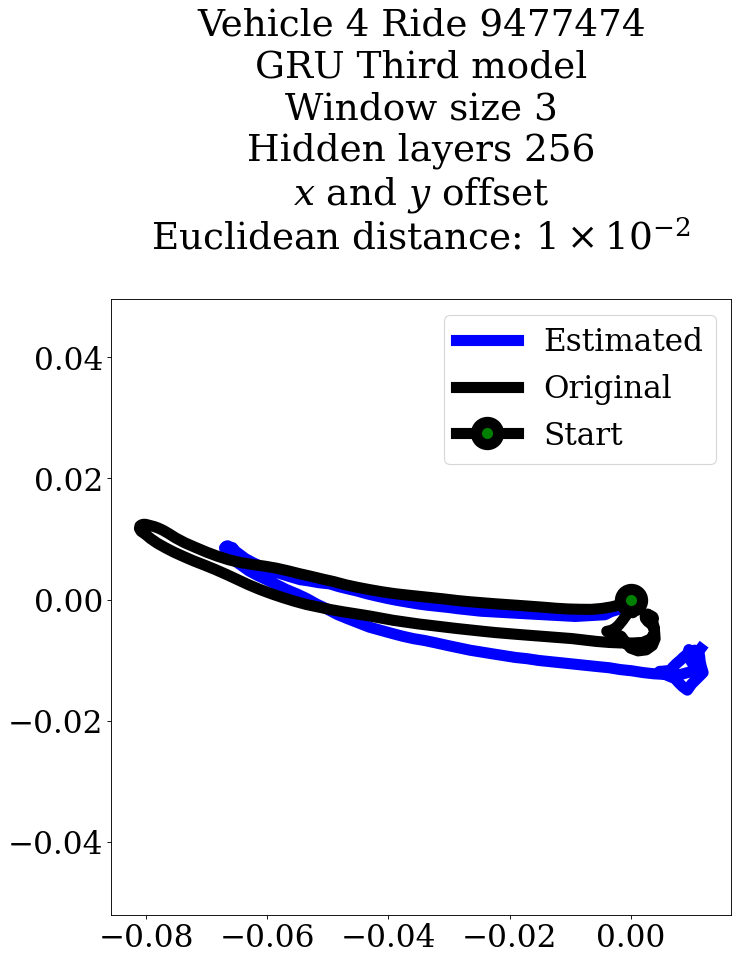 Vehicle 4 Ride 9477474
GRU Third model
Window size 3
Hidden layers 256
x and y offset
Euclidean distance: 1 × 10⁻²
Estimated
Original
Start
0.04
0.02
0.00
−0.02
−0.04
−0.08 −0.06 −0.04 −0.02 0.00